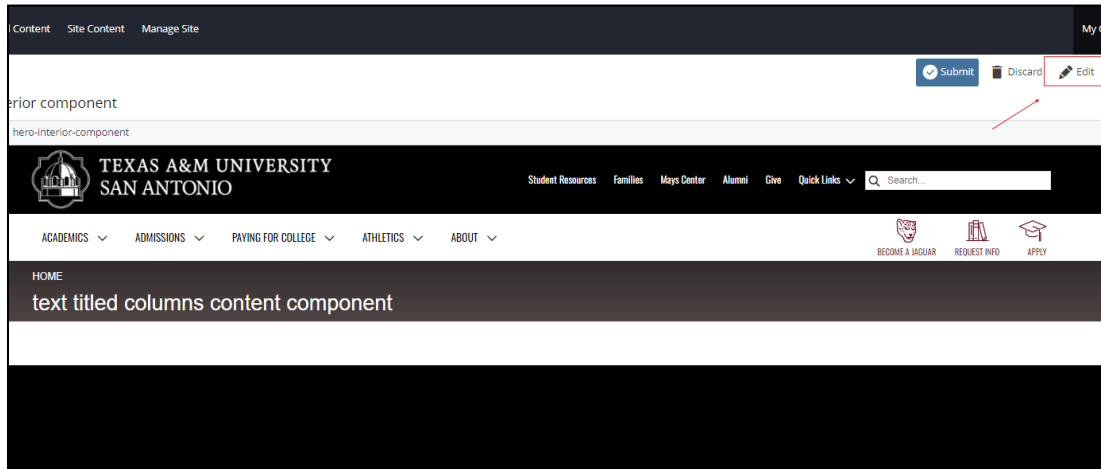 l Content Site Content Manage Site My
Submit Discard Edit
erior component
hero-interior-component
TEXAS A&M UNIVERSITY
SAN ANTONIO
Student Resources Families Mays Center Alumni Give Quick Links Search...
ACADEMICS ADMISSIONS PAYING FOR COLLEGE ATHLETICS ABOUT
BECOME A JAGUAR REQUEST INFO APPLY
HOME
text titled columns content component